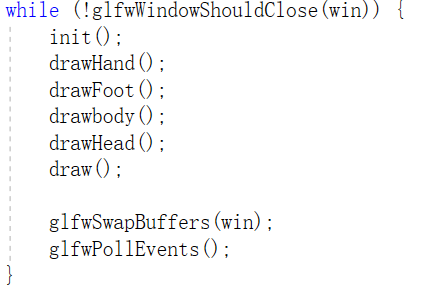 while (!glfwWindowShouldClose(win)) {
    init();
    drawHand();
    drawFoot();
    drawbody();
    drawHead();
    draw();

    glfwSwapBuffers(win);
    glfwPollEvents();
}